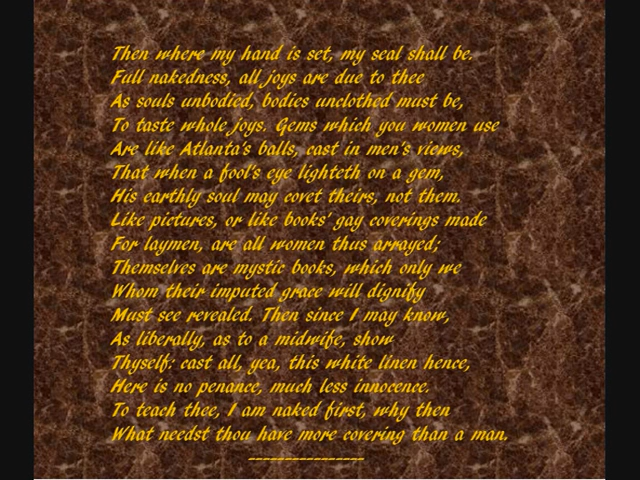 Then where my hand is set, my seal shall be.
Full nakedness, all joys are due to thee
As souls unbodied, bodies unclothed must be,
To taste whole joys. Gems which you women use
Are like Atlanta's balls, cast in men's views,
That when a fool's eye lighteth on a gem,
His earthly soul may covet theirs, not them.
Like pictures, or like books' gay coverings made
For laymen, are all women thus arrayed;
Themselves are mystic books, which only we
Whom their imputed grace will dignify
Must see revealed. Then since I may know,
As liberally, as to a midwife, show
Thyself: cast all, yea, this white linen hence,
Here is no penance, much less innocence.
To teach thee, I am naked first, why then
What needst thou have more covering than a man.
----------------